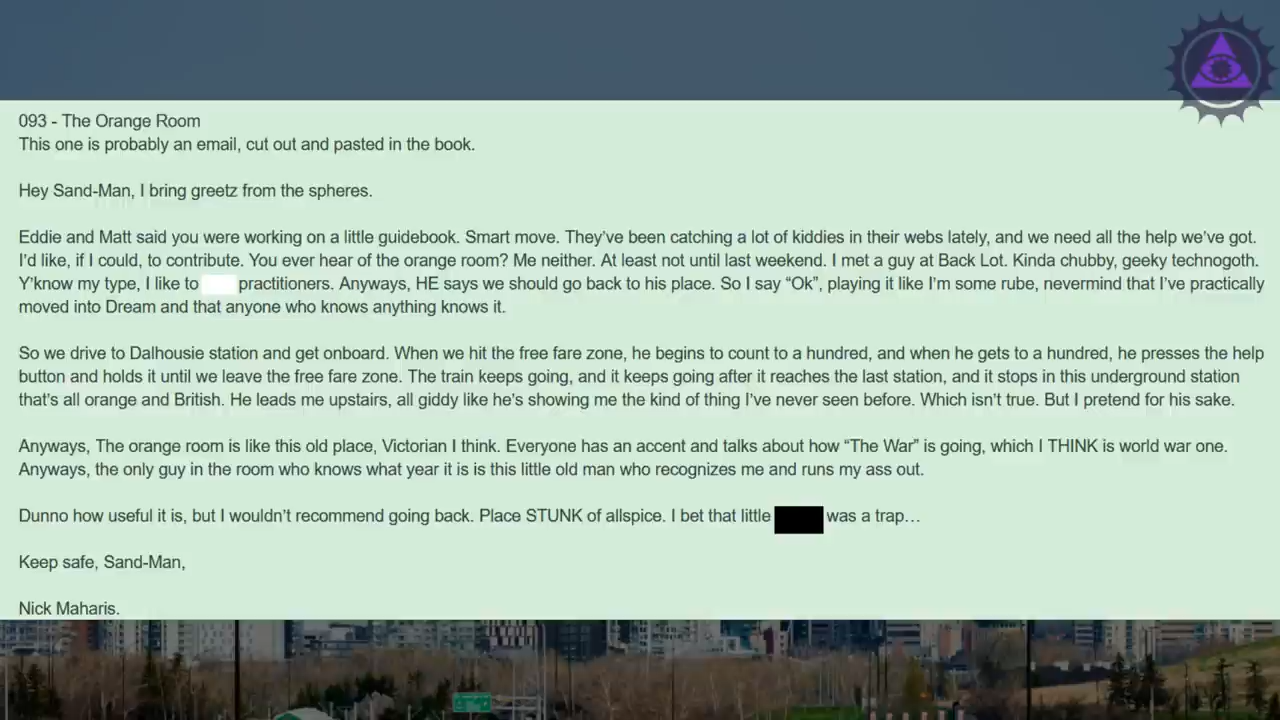 093 - The Orange Room
This one is probably an email, cut out and pasted in the book.
Hey Sand-Man, I bring greetz from the spheres.
Eddie and Matt said you were working on a little guidebook. Smart move. They’ve been catching a lot of kiddies in their webs lately, and we need all the help we’ve got.
I’d like, if I could, to contribute. You ever hear of the orange room? Me neither. At least not until last weekend. I met a guy at Back Lot. Kinda chubby, geeky technogoth.
Y’know my type, I like to practitioners. Anyways, HE says we should go back to his place. So I say “Ok”, playing it like I’m some rube, nevermind that I’ve practically
moved into Dream and that anyone who knows anything knows it.
So we drive to Dalhousie station and get onboard. When we hit the free fare zone, he begins to count to a hundred, and when he gets to a hundred, he presses the help
button and holds it until we leave the free fare zone. The train keeps going, and it keeps going after it reaches the last station, and it stops in this underground station
that’s all orange and British. He leads me upstairs, all giddy like he’s showing me the kind of thing I’ve never seen before. Which isn’t true. But I pretend for his sake.
Anyways, The orange room is like this old place, Victorian I think. Everyone has an accent and talks about how “The War” is going, which I THINK is world war one.
Anyways, the only guy in the room who knows what year it is is this little old man who recognizes me and runs my ass out.
Dunno how useful it is, but I wouldn’t recommend going back. Place STUNK of allspice. I bet that little was a trap…
Keep safe, Sand-Man,
Nick Maharis.